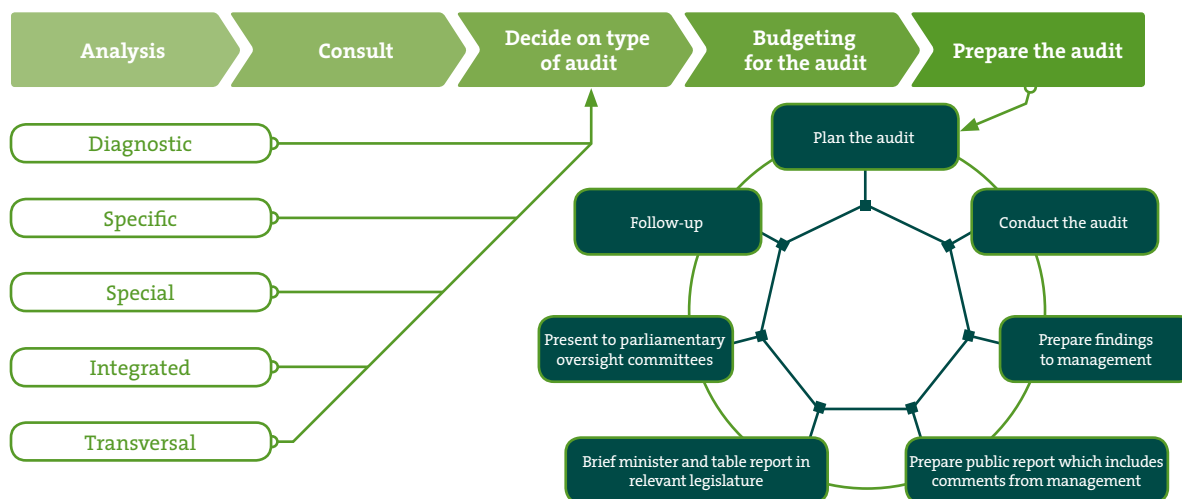 Analysis
Consult
Decide on type
of audit
Budgeting
for the audit
Prepare the audit
Diagnostic
Specific
Special
Integrated
Transversal
Plan the audit
Conduct the audit
Prepare findings
to management
Prepare public report which includes
comments from management
Brief minister and table report in
relevant legislature
Present to parliamentary
oversight committees
Follow-up